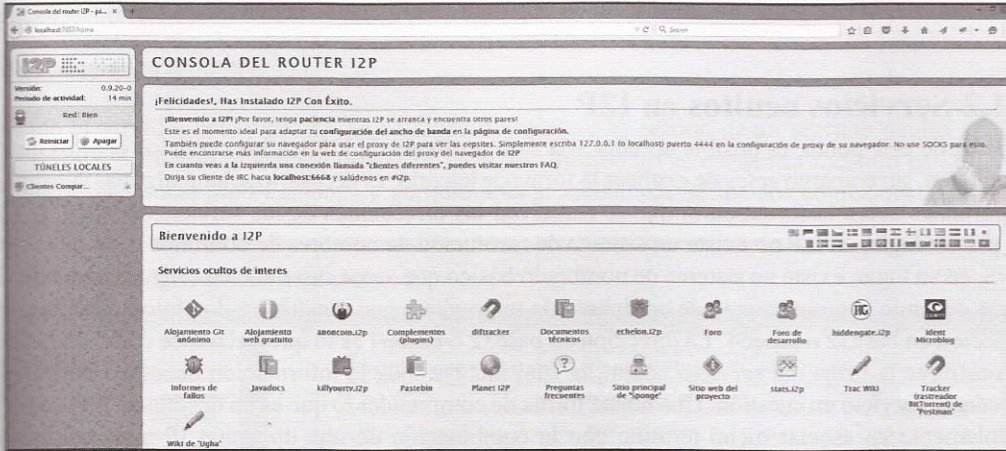 Consola del router I2P - pá...
localhost:7657/home
Search
I2P
CONSOLA DEL ROUTER I2P
Versión: 0.9.20-0
Periodo de actividad: 14 min
Red: Bien
Reiniciar Apagar
TÚNELES LOCALES
Clientes Compar...
¡Felicidades!, Has Instalado I2P Con Éxito.
¡Bienvenido a I2P! ¡Por favor, tenga paciencia mientras I2P se arranca y encuentra otros pares!
Este es el momento ideal para adaptar tu configuración del ancho de banda en la página de configuración.
También puede configurar su navegador para usar el proxy de I2P para ver las eepsites. Simplemente escriba 127.0.0.1 (o localhost) puerto 4444 en la configuración de proxy de su navegador. No use SOCKS para esto.
Puede encontrarse más información en la web de configuración del proxy del navegador de I2P
En cuanto veas a la izquierda una conexión llamada "clientes diferentes", puedes visitar nuestros FAQ.
Dirija su cliente de IRC hacia localhost:6668 y salúdenos en #i2p.
Bienvenido a I2P
Servicios ocultos de interes
Alojamiento Git anónimo
Alojamiento web gratuito
anoncoin.i2p
Complementos (plugins)
diftracker
Documentos técnicos
echelon.i2p
Foro
Foro de desarrollo
hiddengate.i2p
Ident Microblog
Informes de fallos
Javadocs
killyourtv.i2p
Pastebin
Planet I2P
Preguntas frecuentes
Sitio principal de 'Sponge'
Sitio web del proyecto
stats.i2p
Trac Wiki
Tracker (rastreador BitTorrent) de 'Postman'
Wiki de 'Ugha'